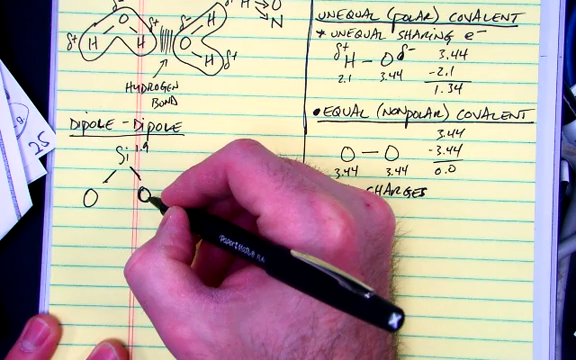 δ+ O δ- H H → O
H H O N
H δ+
HYDROGEN
BOND
DIPOLE - DIPOLE
Si 1.9
O O
UNEQUAL (POLAR) COVALENT
* UNEQUAL SHARING e-
δ+ δ- 3.44
H - O -2.1
2.1 3.44 1.34
• EQUAL (NONPOLAR) COVALENT
3.44
O - O -3.44
3.44 3.44 0.0
CHARGES
25